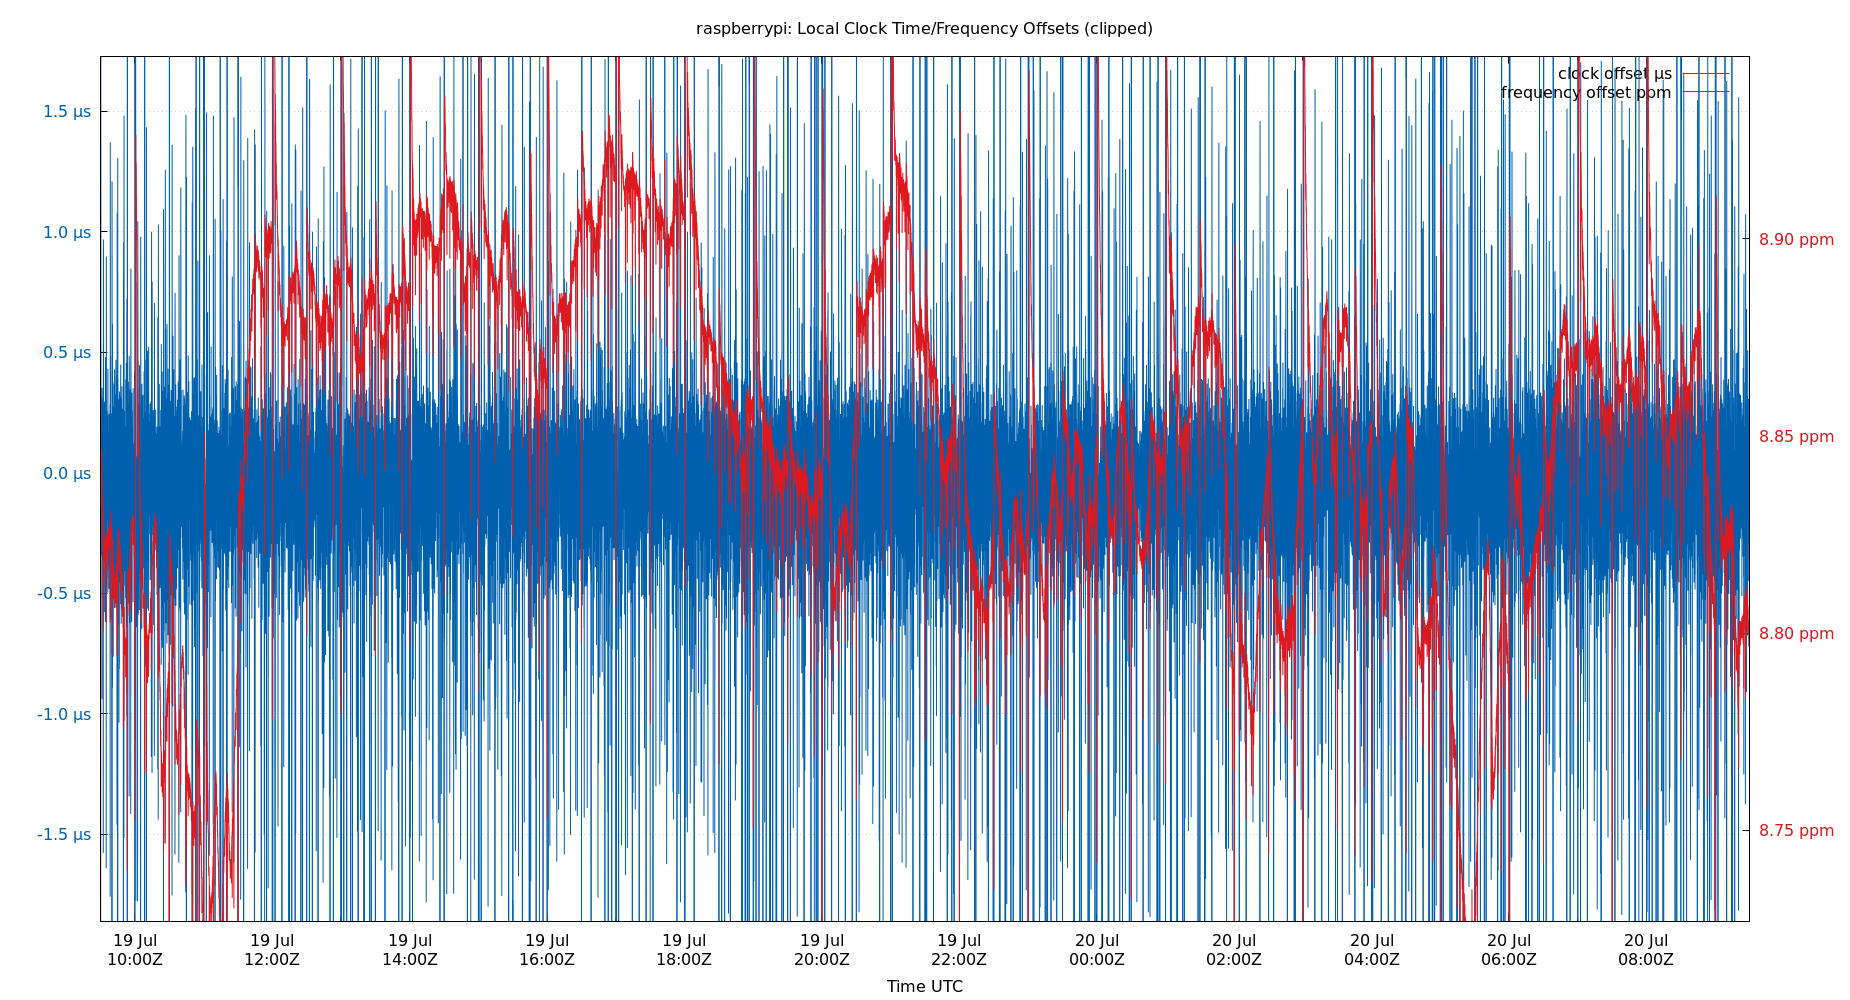 raspberrypi: Local Clock Time/Frequency Offsets (clipped)
clock offset µs
frequency offset ppm
1.5 µs
1.0 µs
0.5 µs
0.0 µs
-0.5 µs
-1.0 µs
-1.5 µs
8.90 ppm
8.85 ppm
8.80 ppm
8.75 ppm
19 Jul 19 Jul 19 Jul 19 Jul 19 Jul 19 Jul 19 Jul 20 Jul 20 Jul 20 Jul 20 Jul 20 Jul
10:00Z 12:00Z 14:00Z 16:00Z 18:00Z 20:00Z 22:00Z 00:00Z 02:00Z 04:00Z 06:00Z 08:00Z
Time UTC